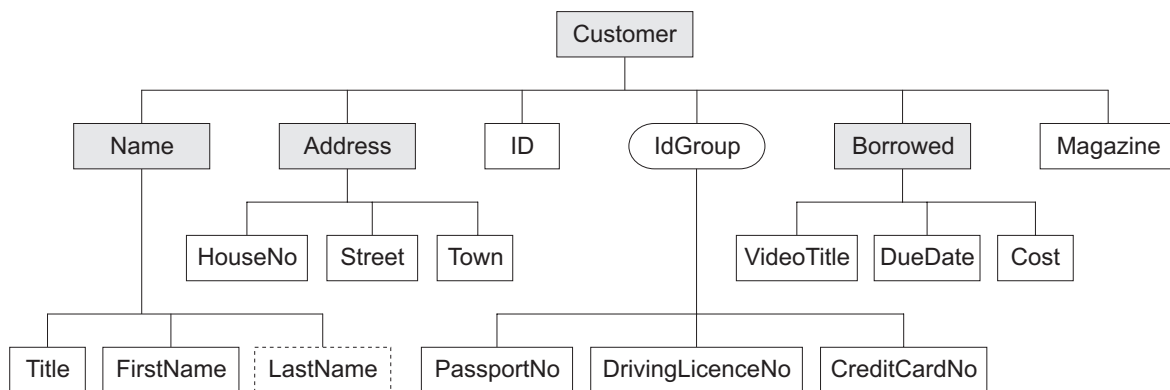 Customer
Name Address ID IdGroup Borrowed Magazine
HouseNo Street Town VideoTitle DueDate Cost
Title FirstName LastName PassportNo DrivingLicenceNo CreditCardNo